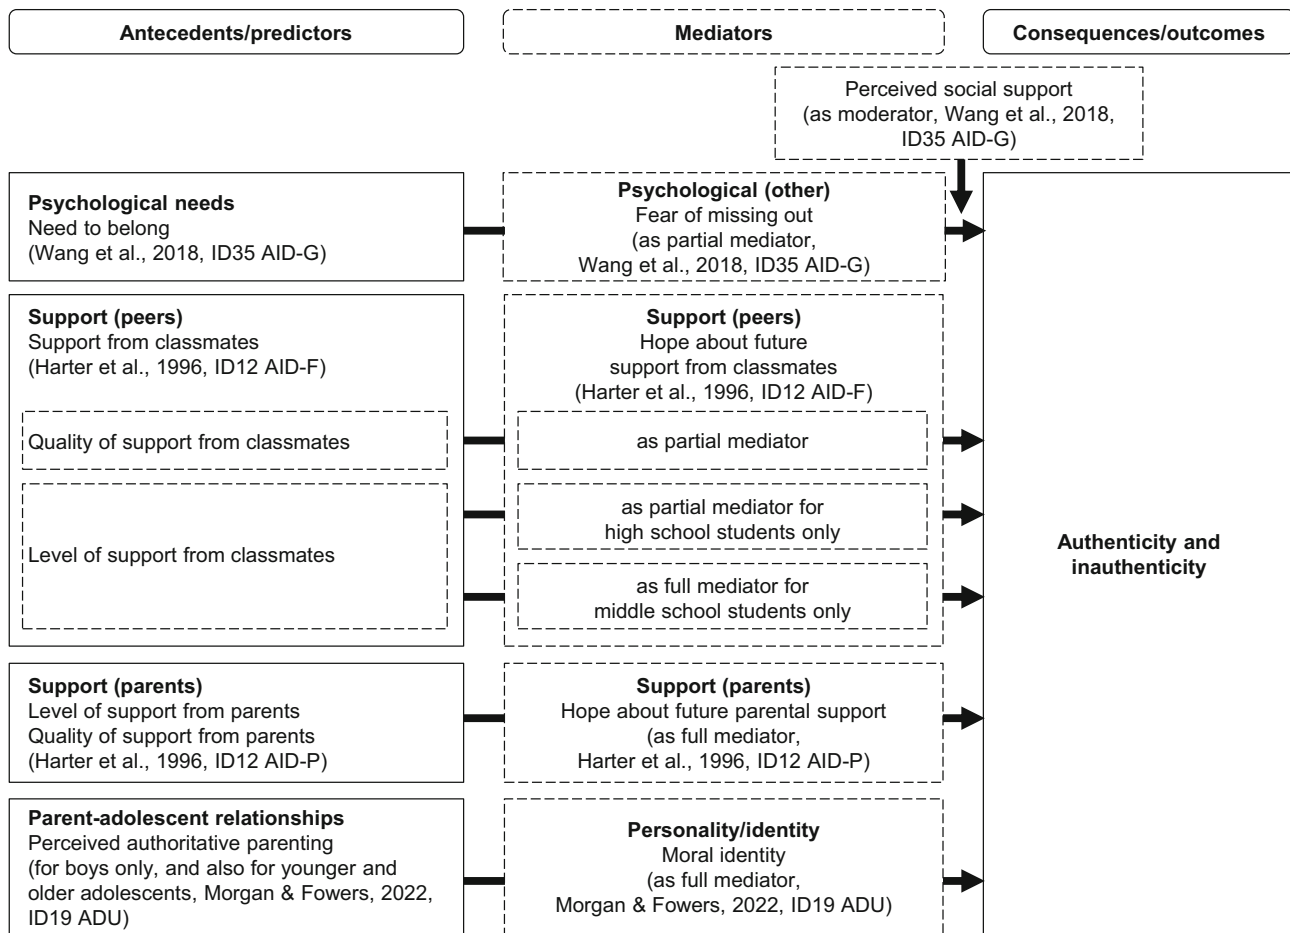 Antecedents/predictors
Mediators
Consequences/outcomes
Perceived social support
(as moderator, Wang et al., 2018,
ID35 AID-G)
Psychological needs
Need to belong
(Wang et al., 2018, ID35 AID-G)
Psychological (other)
Fear of missing out
(as partial mediator,
Wang et al., 2018, ID35 AID-G)
Support (peers)
Support from classmates
(Harter et al., 1996, ID12 AID-F)
Quality of support from classmates
Level of support from classmates
Support (peers)
Hope about future
support from classmates
(Harter et al., 1996, ID12 AID-F)
as partial mediator
as partial mediator for
high school students only
as full mediator for
middle school students only
Authenticity and
inauthenticity
Support (parents)
Level of support from parents
Quality of support from parents
(Harter et al., 1996, ID12 AID-P)
Support (parents)
Hope about future parental support
(as full mediator,
Harter et al., 1996, ID12 AID-P)
Parent-adolescent relationships
Perceived authoritative parenting
(for boys only, and also for younger and
older adolescents, Morgan & Fowers, 2022,
ID19 ADU)
Personality/identity
Moral identity
(as full mediator,
Morgan & Fowers, 2022, ID19 ADU)